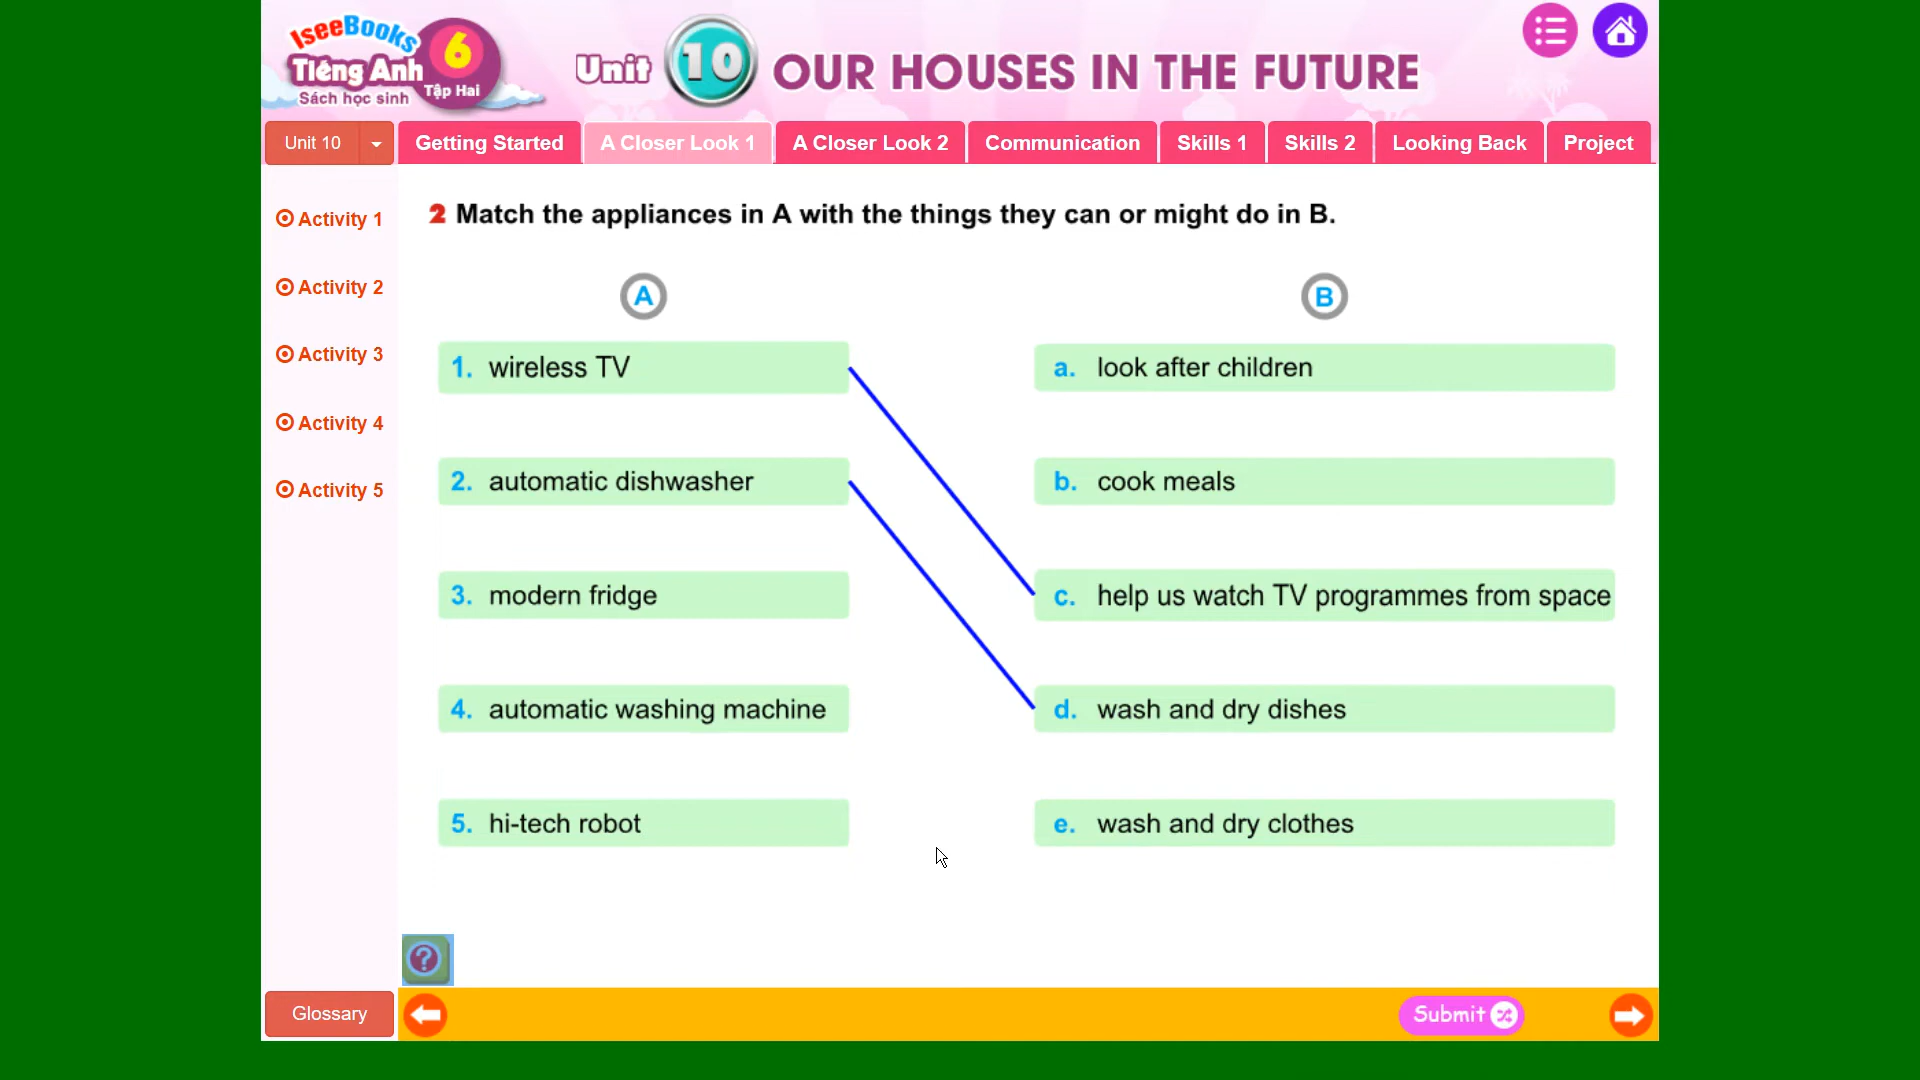 IseeBooks
Tiếng Anh 6
Tập Hai
Sách học sinh
Unit 10 OUR HOUSES IN THE FUTURE
Unit 10
Getting Started
A Closer Look 1
A Closer Look 2
Communication
Skills 1
Skills 2
Looking Back
Project
Activity 1
Activity 2
Activity 3
Activity 4
Activity 5
2 Match the appliances in A with the things they can or might do in B.
A
B
1. wireless TV
a. look after children
2. automatic dishwasher
b. cook meals
3. modern fridge
c. help us watch TV programmes from space
4. automatic washing machine
d. wash and dry dishes
5. hi-tech robot
e. wash and dry clothes
?
Glossary
Submit